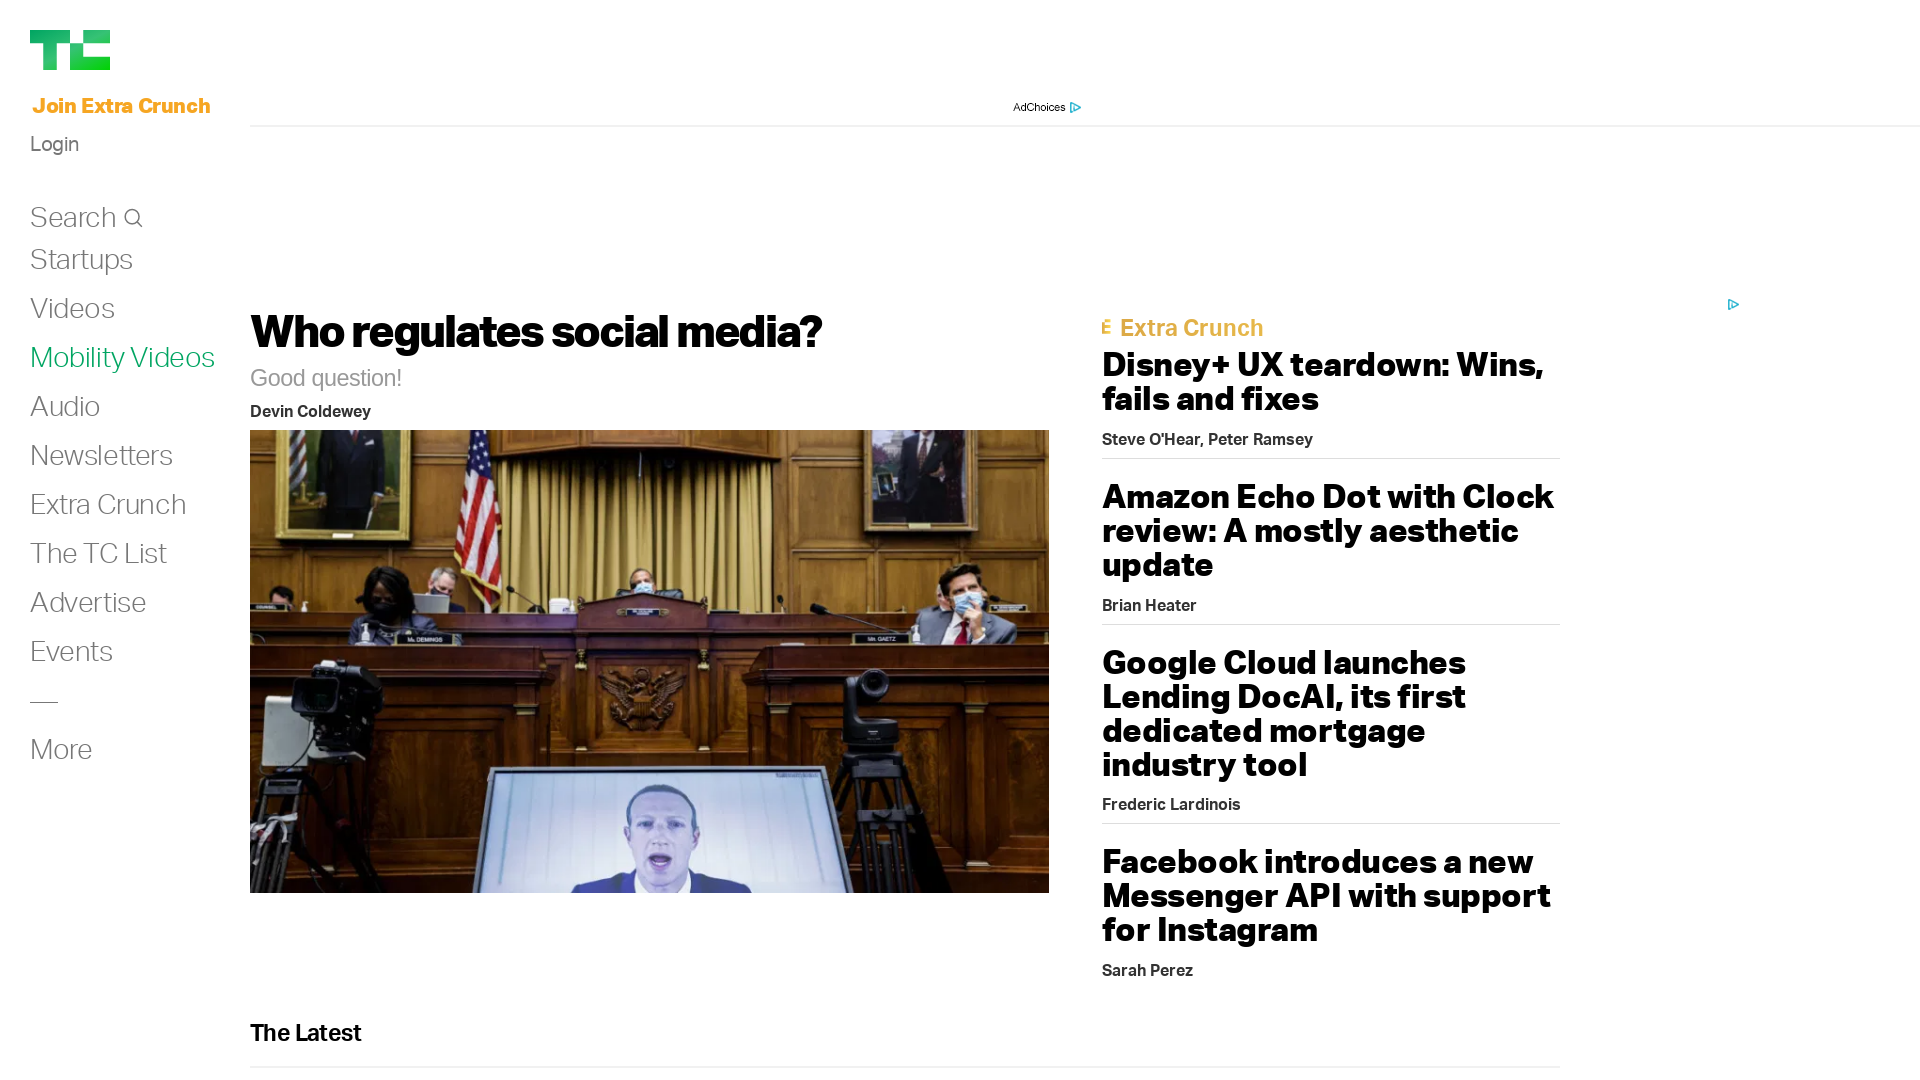 TC
Join Extra Crunch
Login
Search
Startups
Videos
Mobility Videos
Audio
Newsletters
Extra Crunch
The TC List
Advertise
Events
More
AdChoices
Who regulates social media?
Good question!
Devin Coldewey
Ms. DEMINGS
Mr. GAETZ
Extra Crunch
Disney+ UX teardown: Wins,
fails and fixes
Steve O'Hear, Peter Ramsey
Amazon Echo Dot with Clock
review: A mostly aesthetic
update
Brian Heater
Google Cloud launches
Lending DocAI, its first
dedicated mortgage
industry tool
Frederic Lardinois
Facebook introduces a new
Messenger API with support
for Instagram
Sarah Perez
The Latest